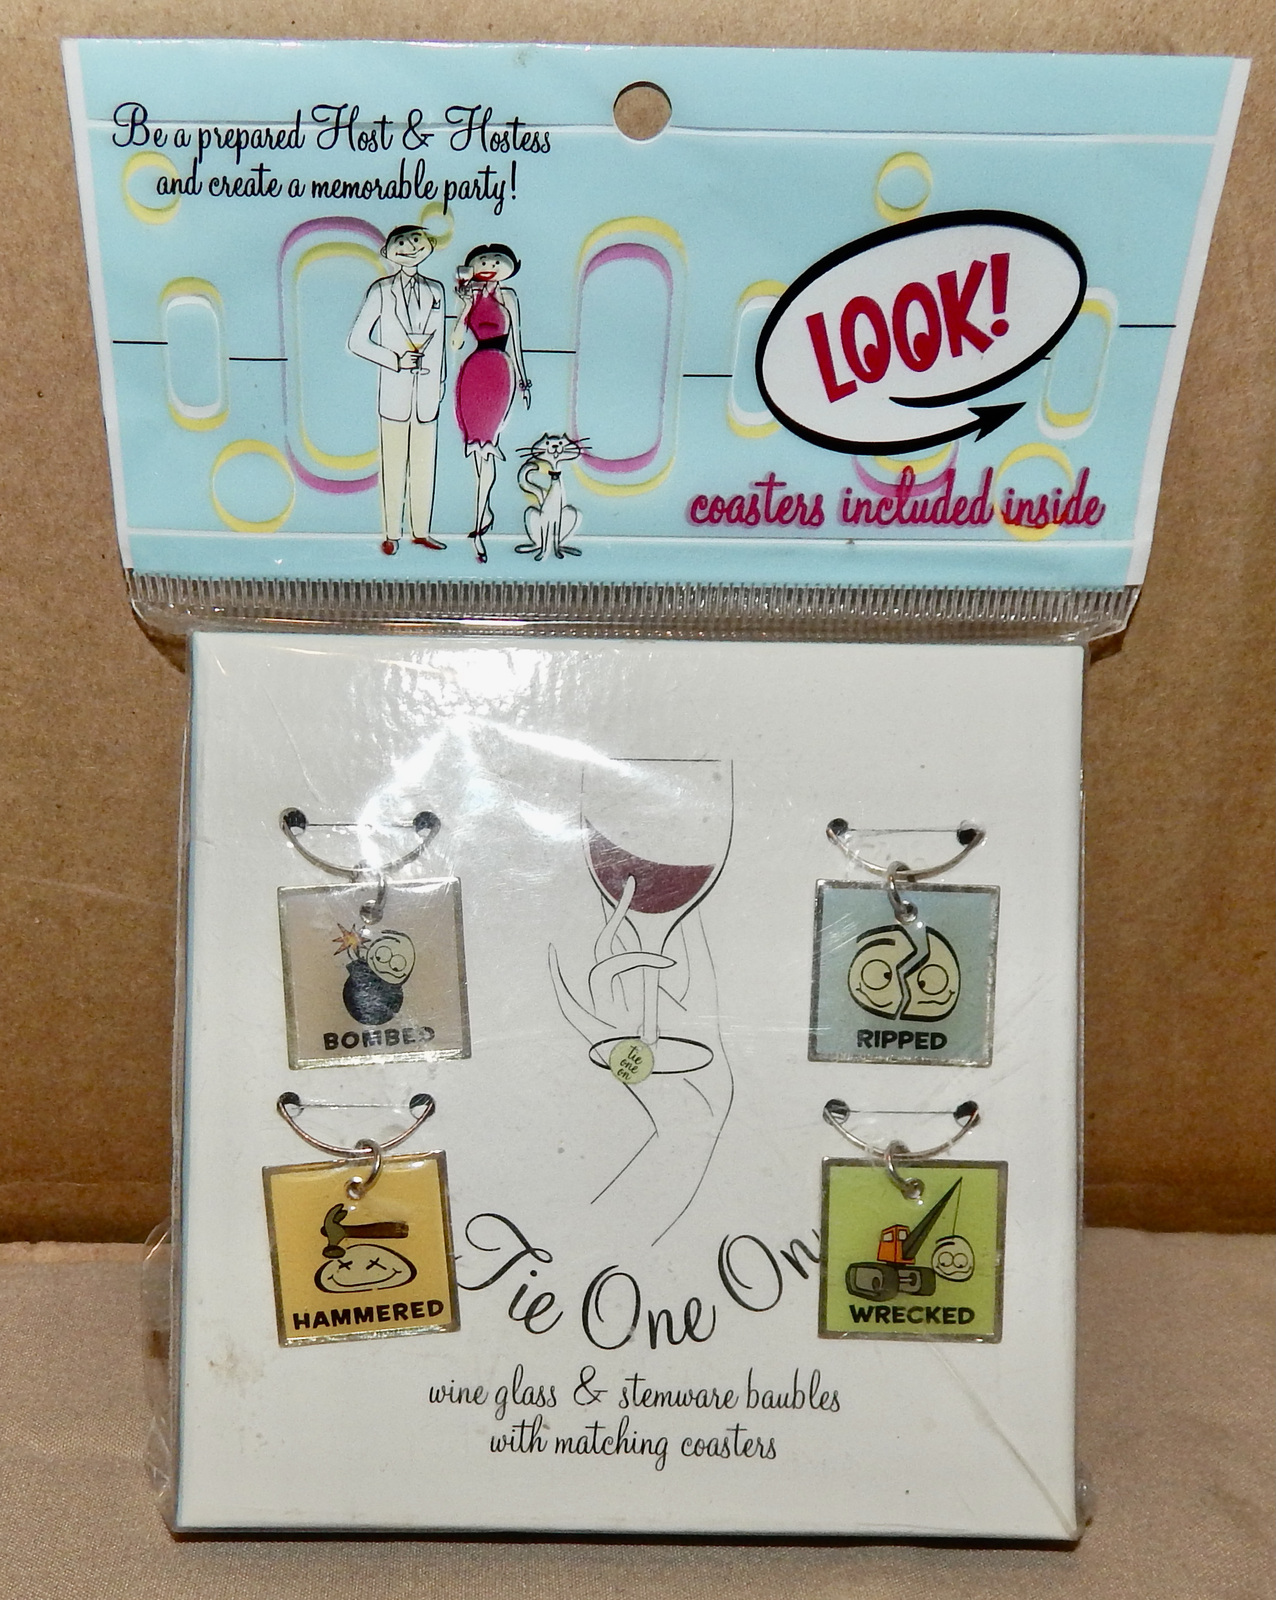 Be a prepared Host & Hostess
and create a memorable party!
LOOK!
coasters included inside
BOMBED
RIPPED
tie
one
on
HAMMERED
WRECKED
Tie One On
wine glass & stemware baubles
with matching coasters